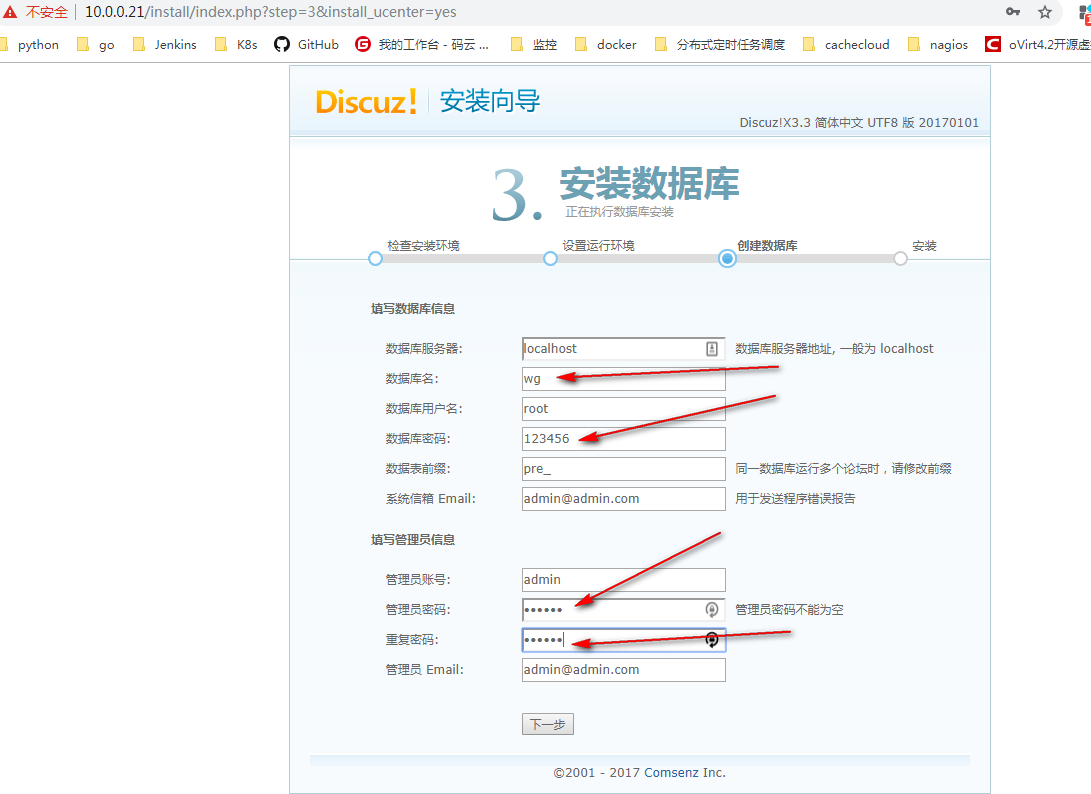 不安全 10.0.0.21/install/index.php?step=3&install_ucenter=yes
python go Jenkins K8s GitHub 我的工作台 - 码云 ... 监控 docker 分布式定时任务调度 cachecloud nagios oVirt4.2开源虚
Discuz! 安装向导
Discuz!X3.3 简体中文 UTF8 版 20170101
3. 安装数据库
正在执行数据库安装
检查安装环境 设置运行环境 创建数据库 安装
填写数据库信息
数据库服务器: localhost 数据库服务器地址, 一般为 localhost
数据库名: wg
数据库用户名: root
数据库密码: 123456
数据表前缀: pre_ 同一数据库运行多个论坛时，请修改前缀
系统信箱 Email: admin@admin.com 用于发送程序错误报告
填写管理员信息
管理员账号: admin
管理员密码: •••••• 管理员密码不能为空
重复密码: ••••••
管理员 Email: admin@admin.com
下一步
©2001 - 2017 Comsenz Inc.